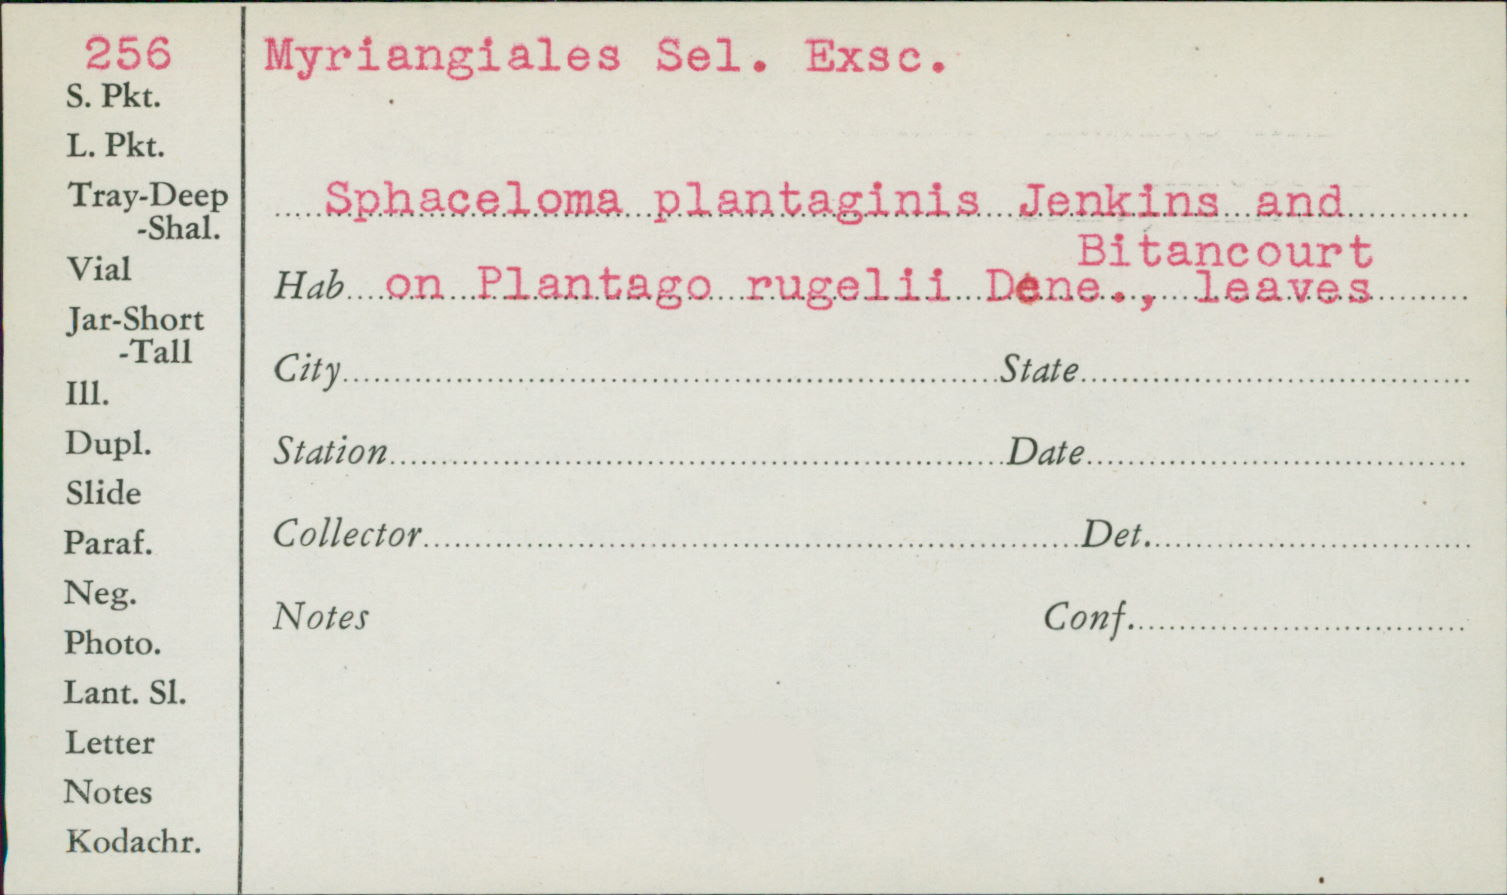 256
S. Pkt.
L. Pkt.
Tray-Deep
-Shal.
Vial
Jar-Short
-Tall
Ill.
Dupl.
Slide
Paraf.
Neg.
Photo.
Lant. Sl.
Letter
Notes
Kodachr.
Myriangiales Sel. Exsc.
Sphaceloma plantaginis Jenkins and
Bitancourt
Hab. on Plantago rugelii Dene., leaves
City State
Station Date
Collector Det.
Notes Conf.